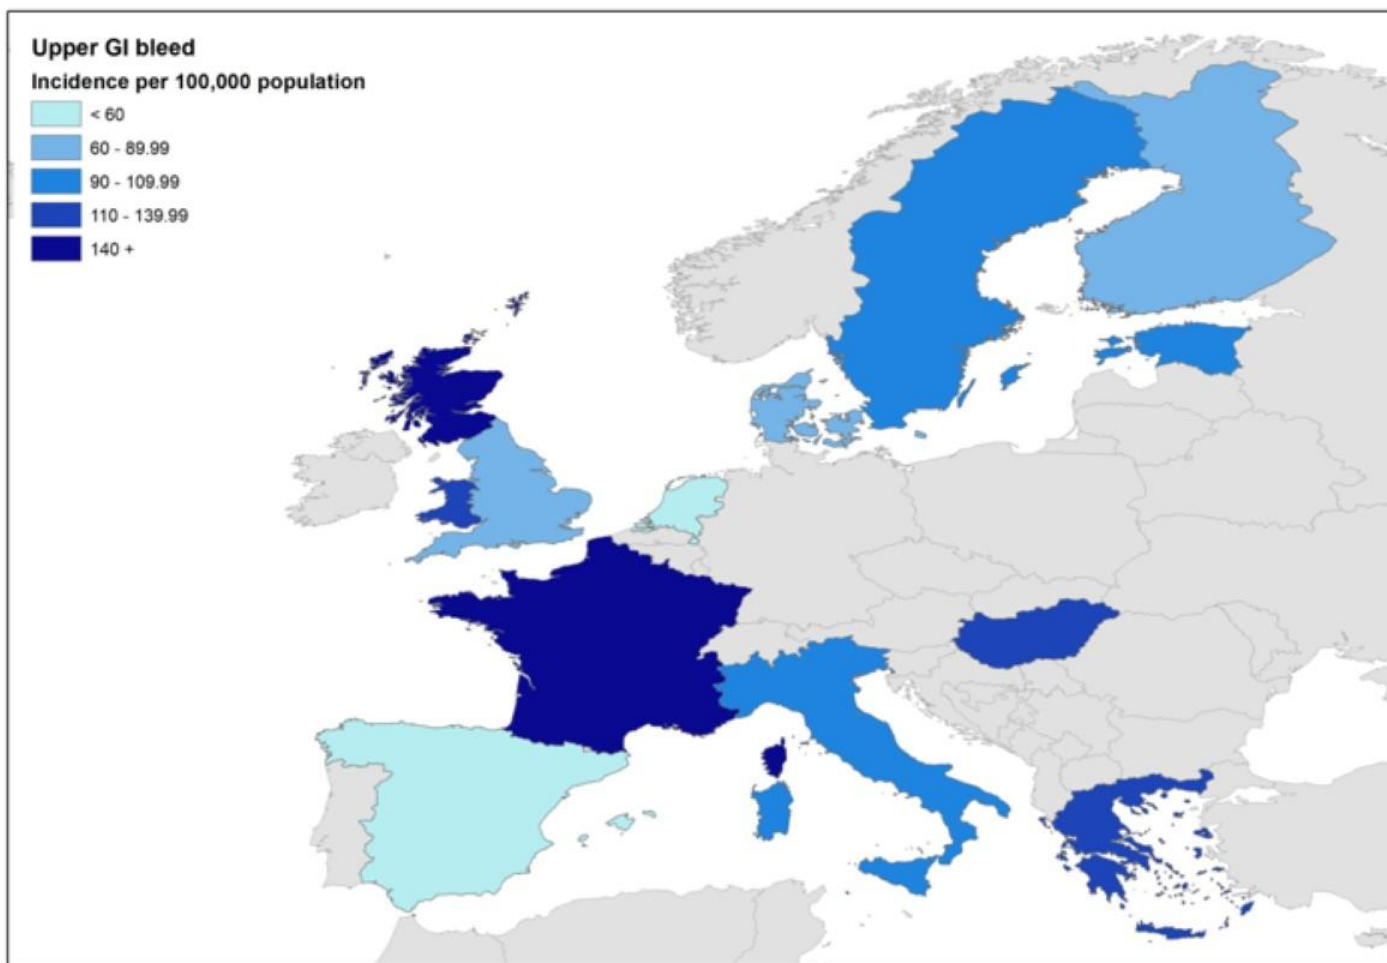 Upper GI bleed
Incidence per 100,000 population
< 60
60 - 89.99
90 - 109.99
110 - 139.99
140 +